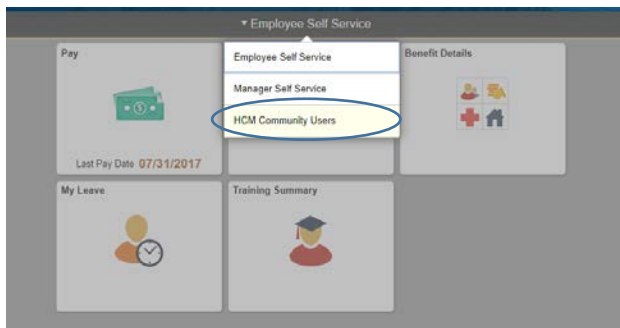 ▾ Employee Self Service
Pay
Employee Self Service
Benefit Details
Manager Self Service
HCM Community Users
Last Pay Date 07/31/2017
My Leave
Training Summary